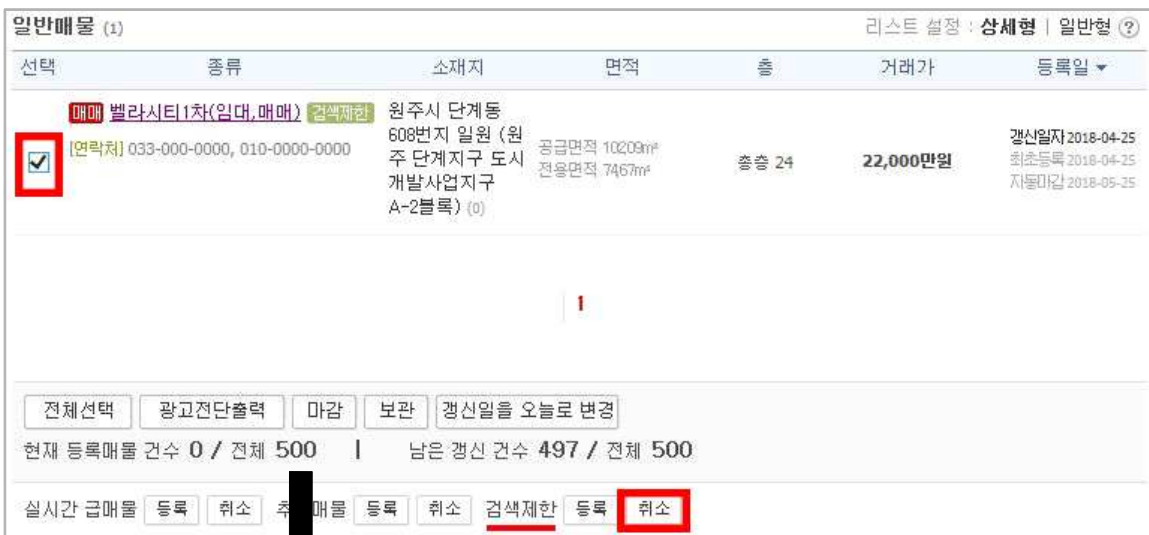 일반매물 (1) 리스트 설정 : 상세형 | 일반형 ?
선택 종류 소재지 면적 층 거래가 등록일 ▼
매매 벨라시티1차(임대,매매) 검색제한
[연락처] 033-000-0000, 010-0000-0000
원주시 단계동
608번지 일원 (원
주 단계지구 도시
개발사업지구
A-2블록) (0)
공급면적 10209m²
전용면적 7467m²
총층 24
22,000만원
갱신일자 2018-04-25
최초등록 2018-04-25
자동마감 2018-05-25
1
전체선택 광고전단출력 마감 보관 갱신일을 오늘로 변경
현재 등록매물 건수 0 / 전체 500 | 남은 갱신 건수 497 / 전체 500
실시간 급매물 등록 취소 매물 등록 취소 검색제한 등록 취소